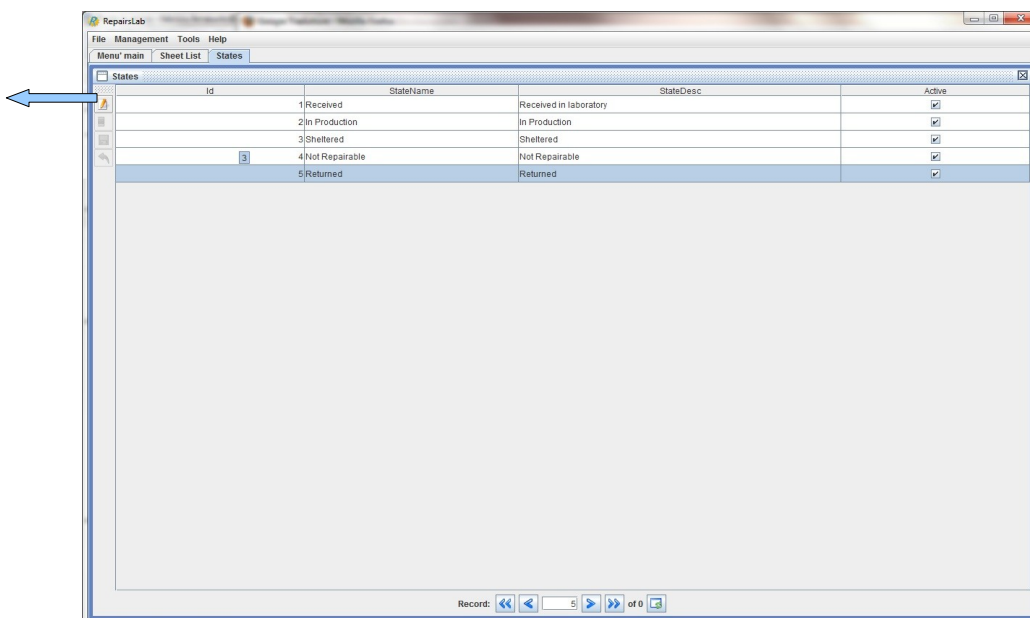 RepairsLab
File Management Tools Help
Menu' main Sheet List States
States
Id StateName StateDesc Active
1 Received Received in laboratory
2 In Production In Production
3 Sheltered Sheltered
3 4 Not Repairable Not Repairable
5 Returned Returned
Record: 5 of 0